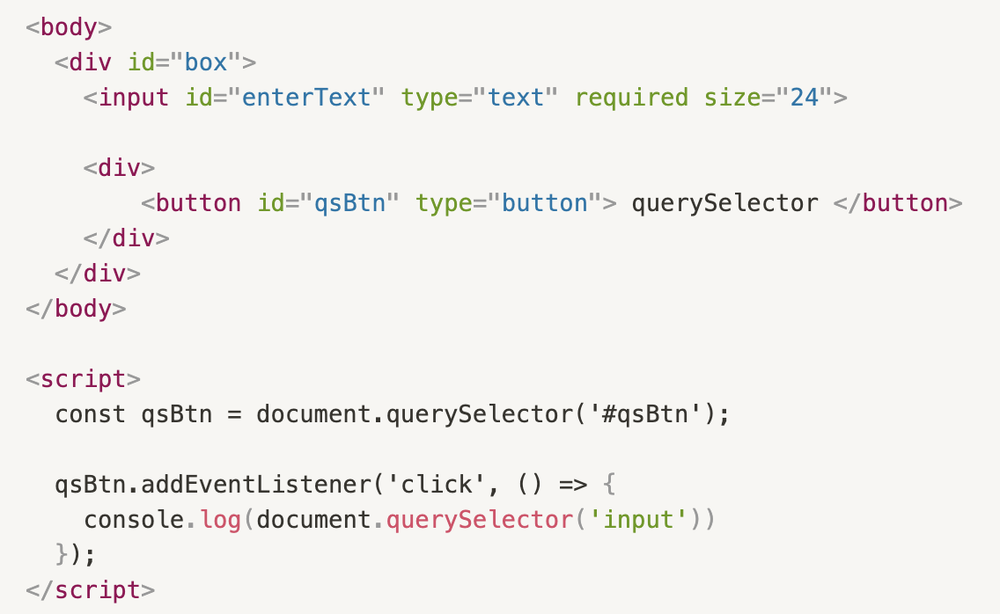 <body>
  <div id="box">
    <input id="enterText" type="text" required size="24">

    <div>
        <button id="qsBtn" type="button"> querySelector </button>
    </div>
  </div>
</body>

<script>
  const qsBtn = document.querySelector('#qsBtn');

  qsBtn.addEventListener('click', () => {
    console.log(document.querySelector('input'))
  });
</script>